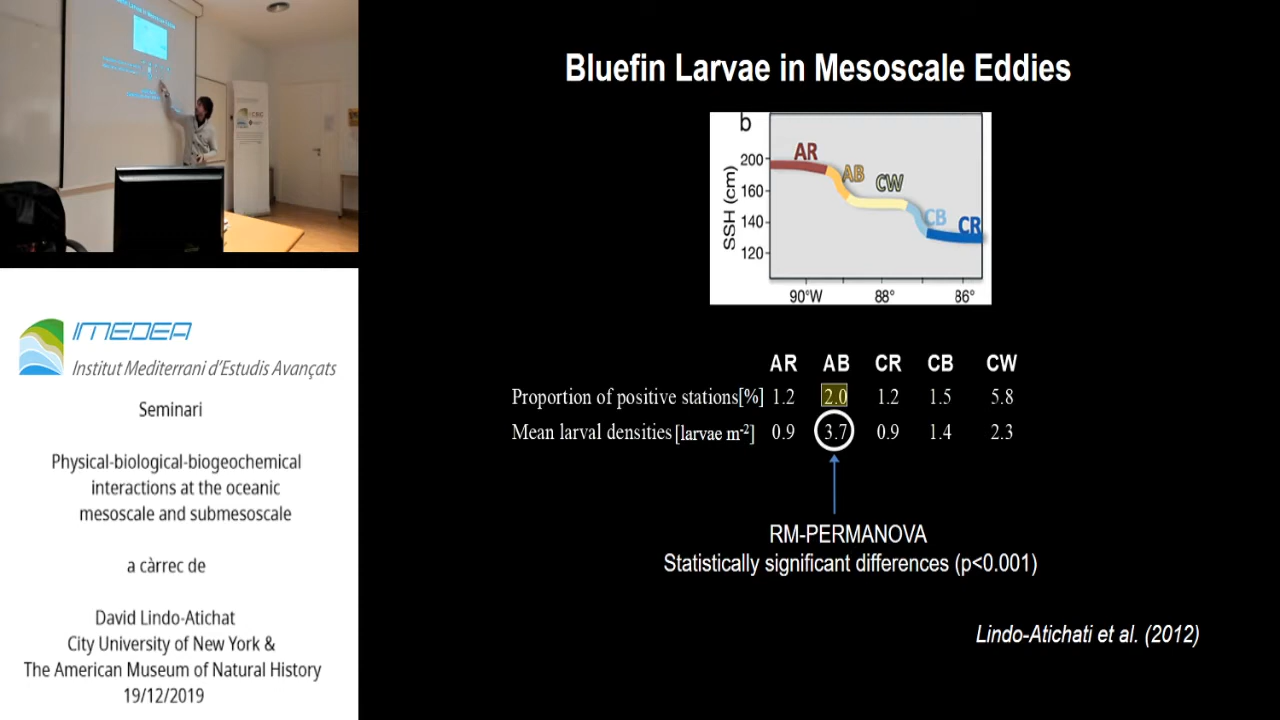 IMEDEA
Institut Mediterrani d'Estudis Avançats
Seminari
Physical-biological-biogeochemical
interactions at the oceanic
mesoscale and submesoscale
a càrrec de
David Lindo-Atichat
City University of New York &
The American Museum of Natural History
19/12/2019
Bluefin Larvae in Mesoscale Eddies
b
AR
AB
CW
CB
CR
SSH (cm)
200
160
140
120
90°W 88° 86°
AR AB CR CB CW
Proportion of positive stations[%] 1.2 2.0 1.2 1.5 5.8
Mean larval densities [larvae m⁻²] 0.9 3.7 0.9 1.4 2.3
RM-PERMANOVA
Statistically significant differences (p<0.001)
Lindo-Atichati et al. (2012)